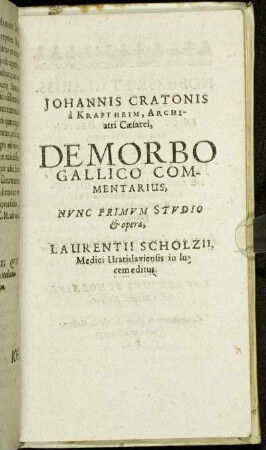 JOHANNIS CRATONIS
à KRAFTHEIM, ARCHI-
atri Cæsarei,
DE MORBO
GALLICO COM-
MENTARIUS,
NVNC PRIMVM STVDIO
& opera,
LAURENTII SCHOLZII,
Medici Uratislaviensis in lu-
cem editus.